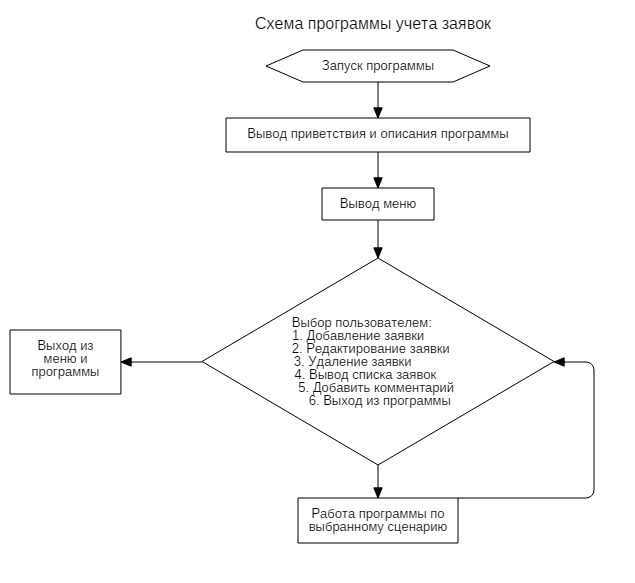 Схема программы учета заявок
Запуск программы
Вывод приветствия и описания программы
Вывод меню
Выбор пользователем:
1. Добавление заявки
2. Редактирование заявки
3. Удаление заявки
4. Вывод списка заявок
5. Добавить комментарий
6. Выход из программы
Выход из
меню и
программы
Работа программы по
выбранному сценарию